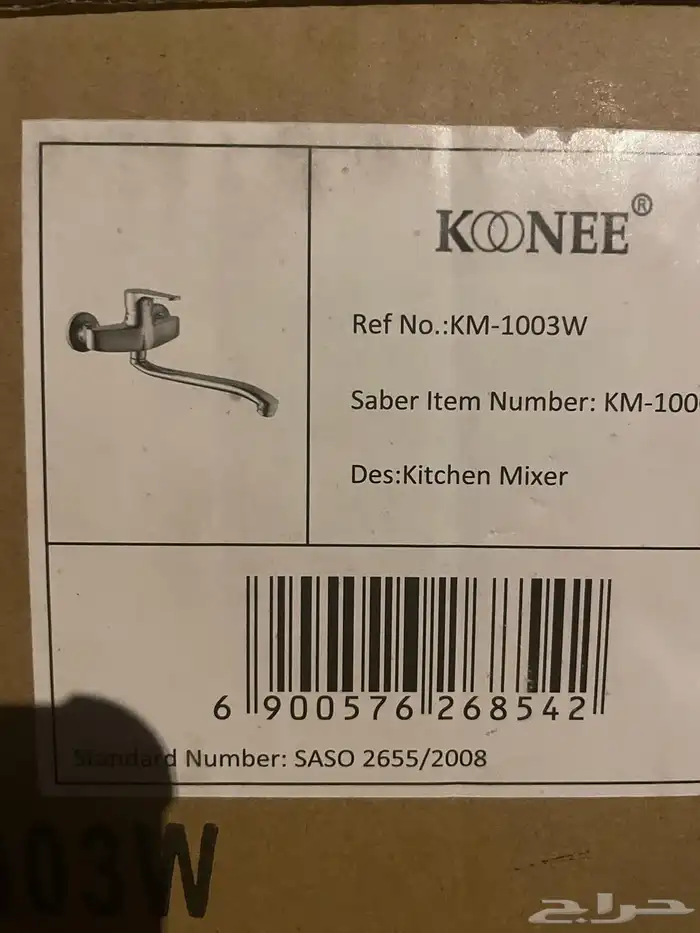 KOONEE®
Ref No.:KM-1003W
Saber Item Number: KM-100
Des:Kitchen Mixer
6 900576 268542
Standard Number: SASO 2655/2008
03W
حراج